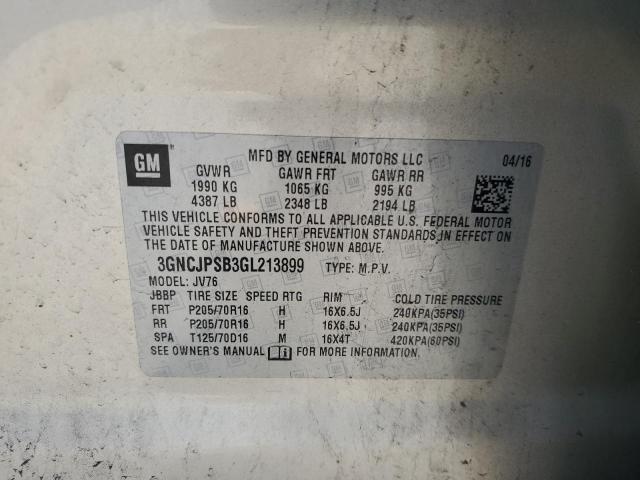 GM
MFD BY GENERAL MOTORS LLC 04/16
GVWR GAWR FRT GAWR RR
1990 KG 1065 KG 995 KG
4387 LB 2348 LB 2194 LB
THIS VEHICLE CONFORMS TO ALL APPLICABLE U.S. FEDERAL MOTOR
VEHICLE SAFETY AND THEFT PREVENTION STANDARDS IN EFFECT ON
THE DATE OF MANUFACTURE SHOWN ABOVE.
3GNCJPSB3GL213899 TYPE: M.P.V.
MODEL: JV76
JBBP TIRE SIZE SPEED RTG RIM COLD TIRE PRESSURE
FRT P205/70R16 H 16X6.5J 240KPA(35PSI)
RR P205/70R16 H 16X6.5J 240KPA(35PSI)
SPA T125/70D16 M 16X4T 420KPA(60PSI)
SEE OWNER'S MANUAL FOR MORE INFORMATION.